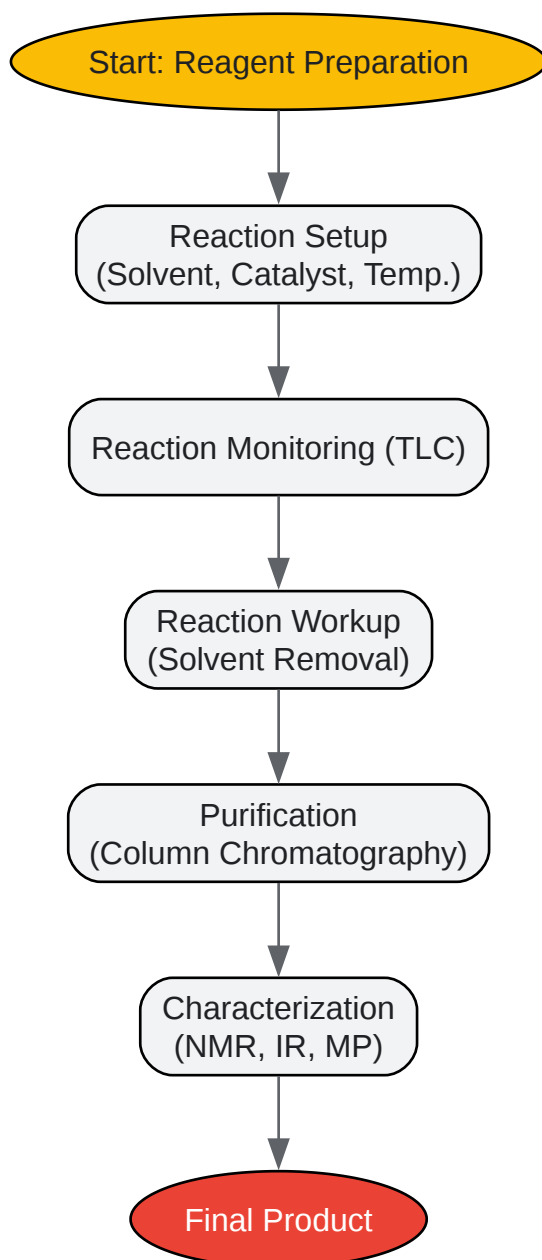 Start: Reagent Preparation
Reaction Setup
(Solvent, Catalyst, Temp.)
Reaction Monitoring (TLC)
Reaction Workup
(Solvent Removal)
Purification
(Column Chromatography)
Characterization
(NMR, IR, MP)
Final Product